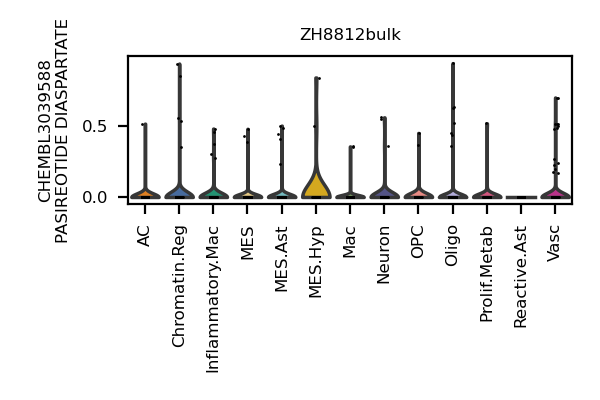 ZH8812bulk
CHEMBL3039588
PASIREOTIDE DIASPARTATE
0.5
0.0
AC
Chromatin.Reg
Inflammatory.Mac
MES
MES.Ast
MES.Hyp
Mac
Neuron
OPC
Oligo
Prolif.Metab
Reactive.Ast
Vasc